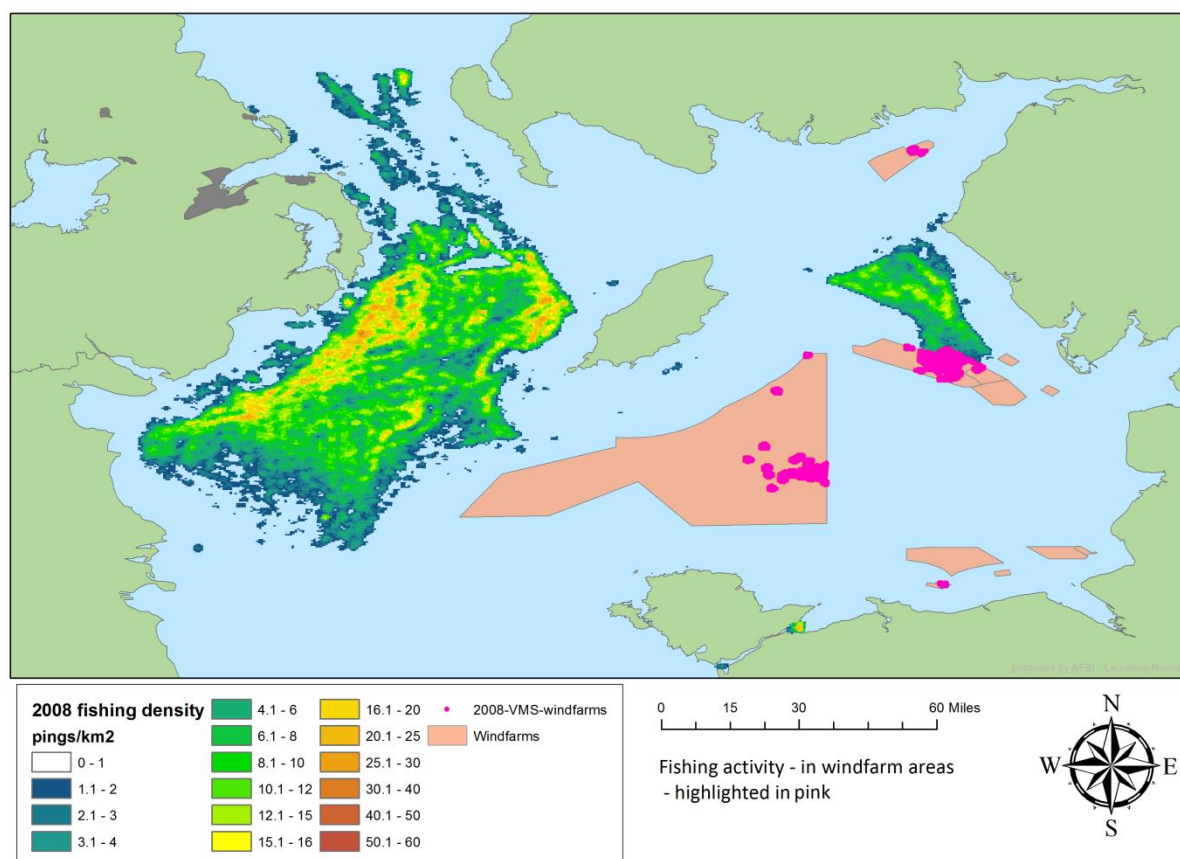 produced by AFBI - Laurence Rooney
2008 fishing density
pings/km2
0 - 1
1.1 - 2
2.1 - 3
3.1 - 4
4.1 - 6
6.1 - 8
8.1 - 10
10.1 - 12
12.1 - 15
15.1 - 16
16.1 - 20
20.1 - 25
25.1 - 30
30.1 - 40
40.1 - 50
50.1 - 60
2008-VMS-windfarms
Windfarms
0 15 30 60 Miles
Fishing activity - in windfarm areas
- highlighted in pink
N
W E
S